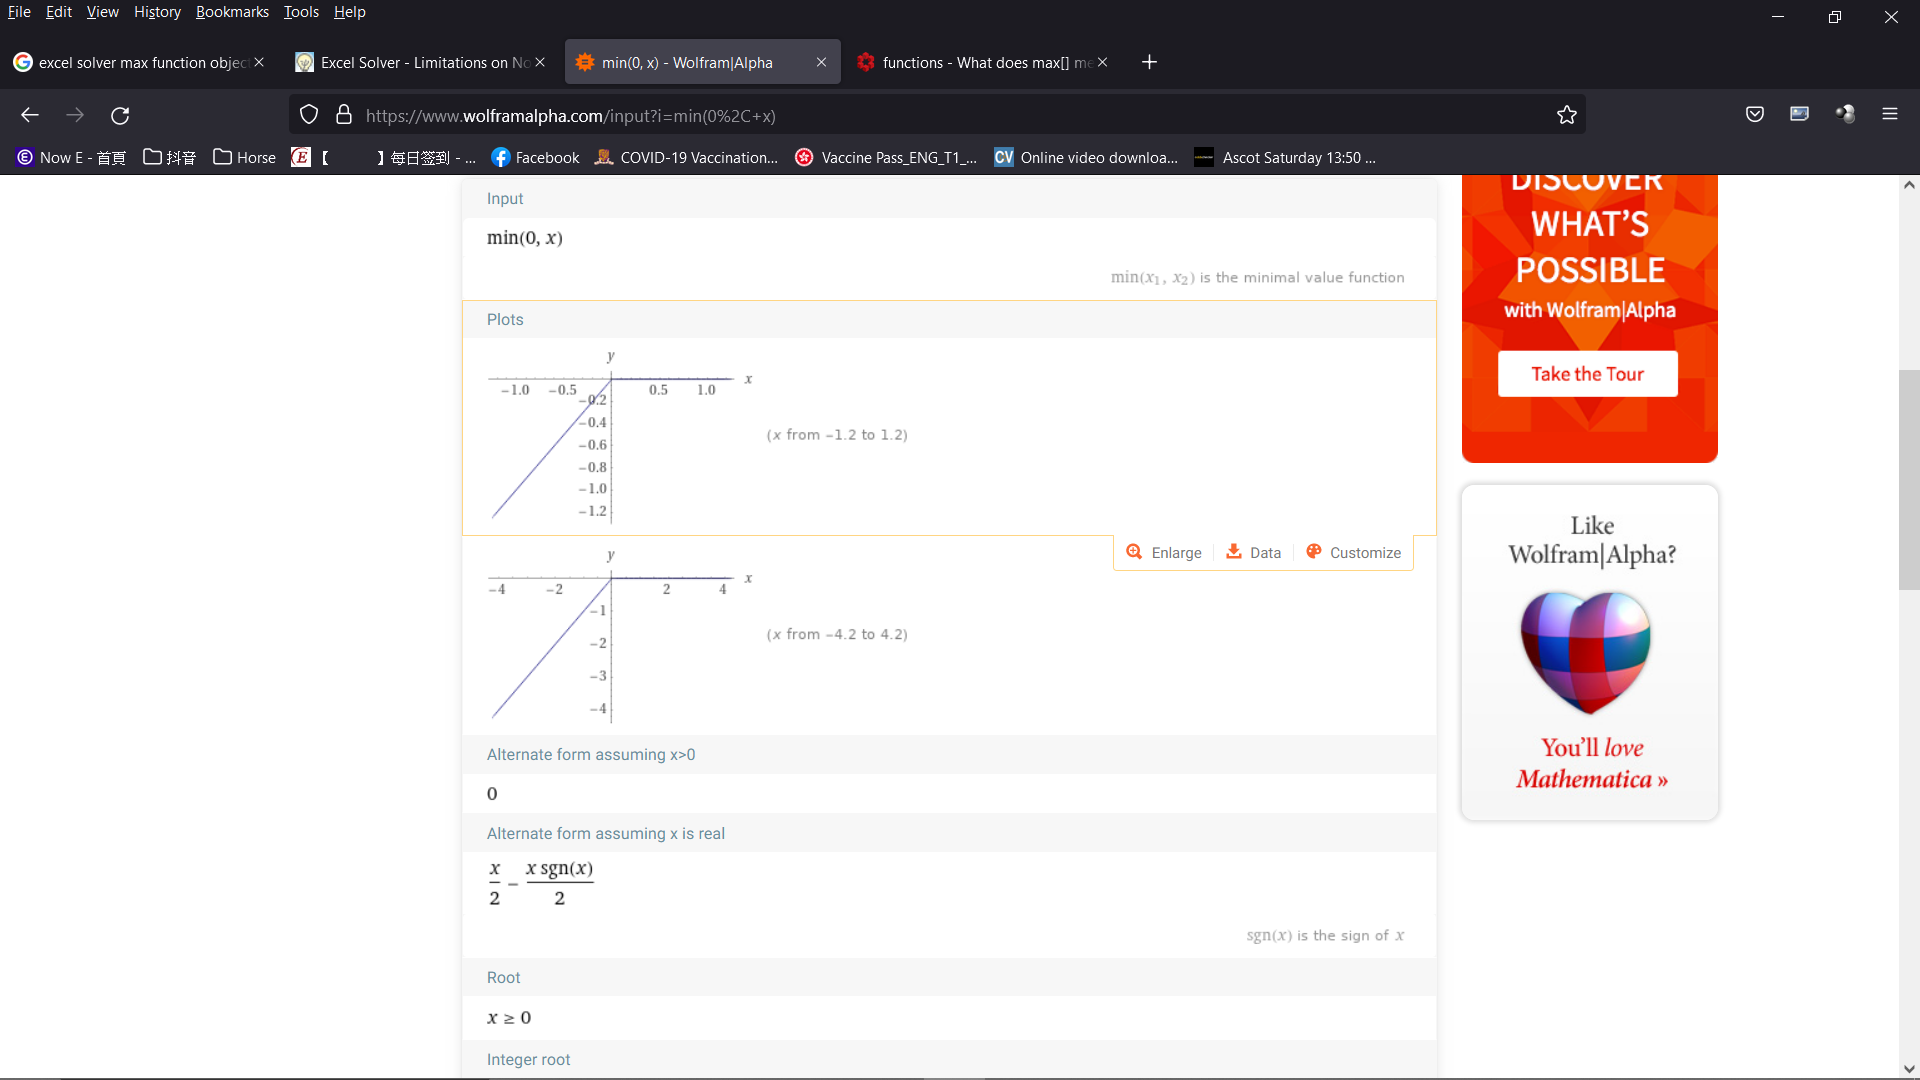 File Edit View History Bookmarks Tools Help
excel solver max function objec
Excel Solver - Limitations on No
min(0, x) - Wolfram|Alpha
functions - What does max[] me
https://www.wolframalpha.com/input?i=min(0%2C+x)
Now E - 首頁
抖音
Horse
【 】每日签到 - ...
Facebook
COVID-19 Vaccination...
Vaccine Pass_ENG_T1_...
CV Online video downloa...
Ascot Saturday 13:50 ...
Input
min(0, x)
min(x₁, x₂) is the minimal value function
Plots
y
x
−1.0 −0.5 0.5 1.0
−0.2
−0.4
−0.6
−0.8
−1.0
−1.2
(x from −1.2 to 1.2)
Enlarge Data Customize
y
x
−4 −2 2 4
−1
−2
−3
−4
(x from −4.2 to 4.2)
Alternate form assuming x>0
0
Alternate form assuming x is real
x/2 − x sgn(x)/2
sgn(x) is the sign of x
Root
x ≥ 0
Integer root
DISCOVER
WHAT'S
POSSIBLE
with Wolfram|Alpha
Take the Tour
Like
Wolfram|Alpha?
You'll love
Mathematica »